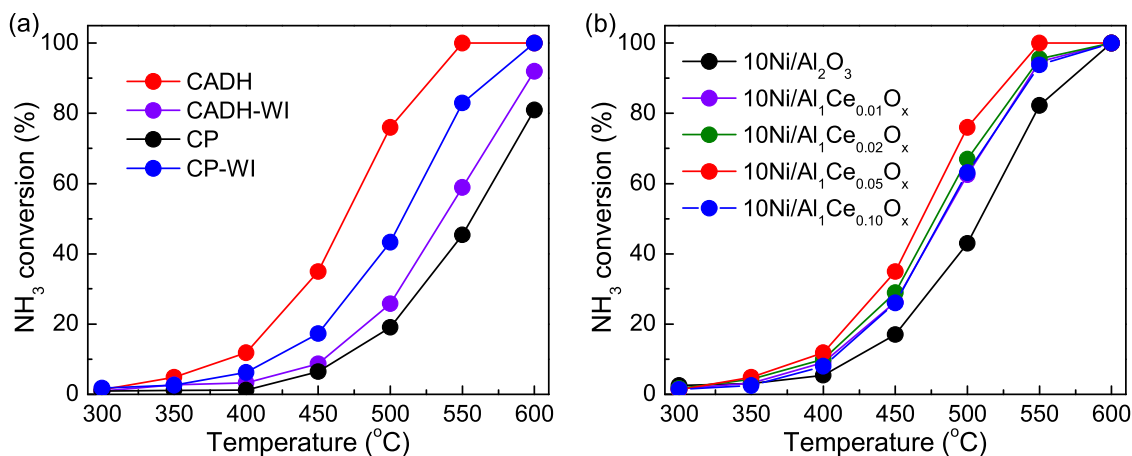 (a)
NH₃ conversion (%)
100
80
60
40
20
0
CADH
CADH-WI
CP
CP-WI
300 350 400 450 500 550 600
Temperature (°C)
(b)
NH₃ conversion (%)
100
80
60
40
20
0
10Ni/Al₂O₃
10Ni/Al₁Ce₀.₀₁Oₓ
10Ni/Al₁Ce₀.₀₂Oₓ
10Ni/Al₁Ce₀.₀₅Oₓ
10Ni/Al₁Ce₀.₁₀Oₓ
300 350 400 450 500 550 600
Temperature (°C)